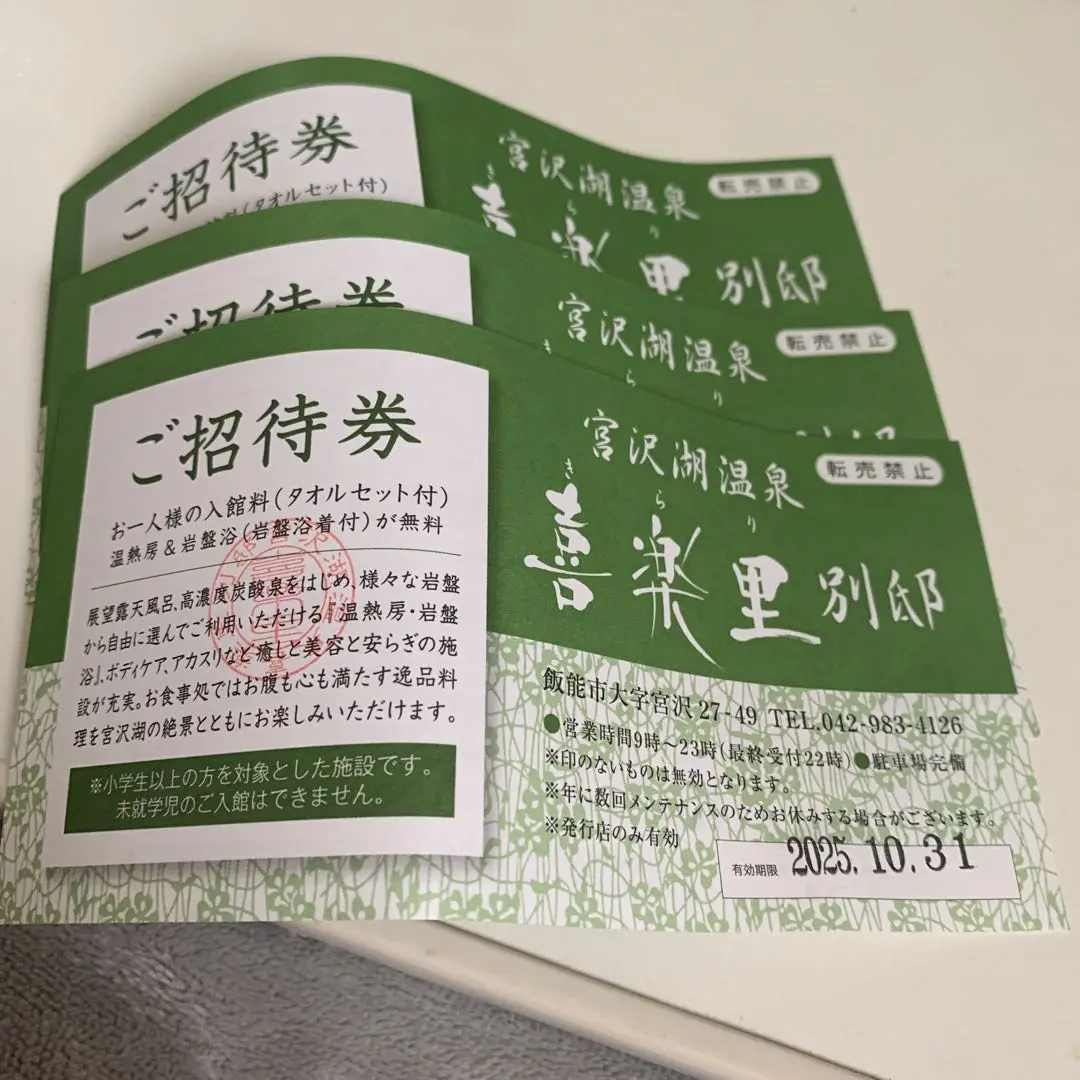 ご招待券
(タオルセット付)
宮沢湖温泉
転売禁止
き ら り
喜楽里 別邸
ご招待券
宮沢湖温泉
転売禁止
き ら り
ご招待券
お一人様の入館料(タオルセット付)
温熱房&岩盤浴(岩盤浴着付)が無料
展望露天風呂、高濃度炭酸泉をはじめ、様々な岩盤
から自由に選んでご利用いただける『温熱房・岩盤
浴』、ボディケア、アカスリなど癒しと美容と安らぎの施
設が充実。お食事処ではお腹も心も満たす逸品料
理を宮沢湖の絶景とともにお楽しみいただけます。
※小学生以上の方を対象とした施設です。
未就学児のご入館はできません。
宮沢湖温泉
転売禁止
き ら り
喜楽里 別邸
飯能市大字宮沢27-49 TEL.042-983-4126
●営業時間9時〜23時(最終受付22時)●駐車場完備
※印のないものは無効となります。
※年に数回メンテナンスのためお休みする場合がございます。
※発行店のみ有効
有効期限 2025.10.31